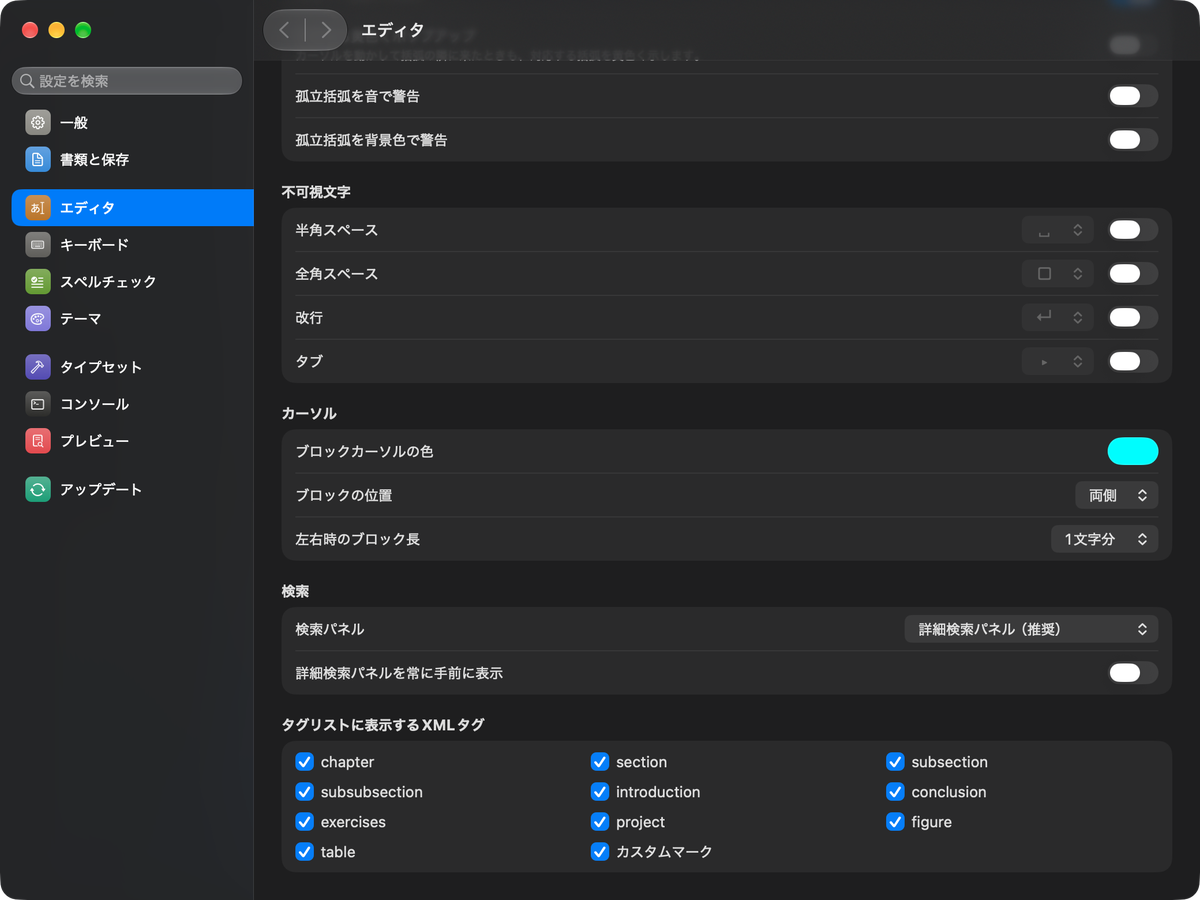 エディタ
設定を検索
一般
書類と保存
エディタ
キーボード
スペルチェック
テーマ
タイプセット
コンソール
プレビュー
アップデート
孤立括弧を音で警告
孤立括弧を背景色で警告
不可視文字
半角スペース
全角スペース
改行
タブ
カーソル
ブロックカーソルの色
ブロックの位置 両側
左右時のブロック長 1文字分
検索
検索パネル 詳細検索パネル（推奨）
詳細検索パネルを常に手前に表示
タグリストに表示するXMLタグ
chapter section subsection
subsubsection introduction conclusion
exercises project figure
table カスタムマーク